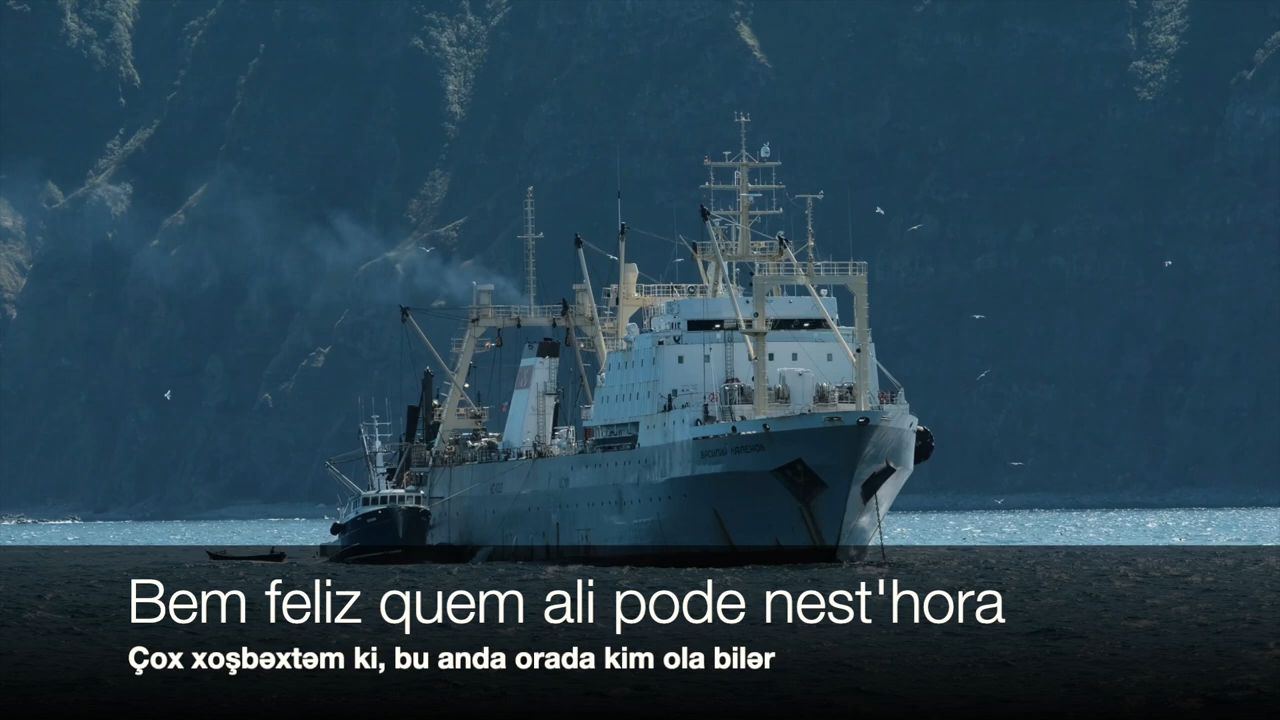 Bem feliz quem ali pode nest'hora
Çox xoşbəxtəm ki, bu anda orada kim ola bilər